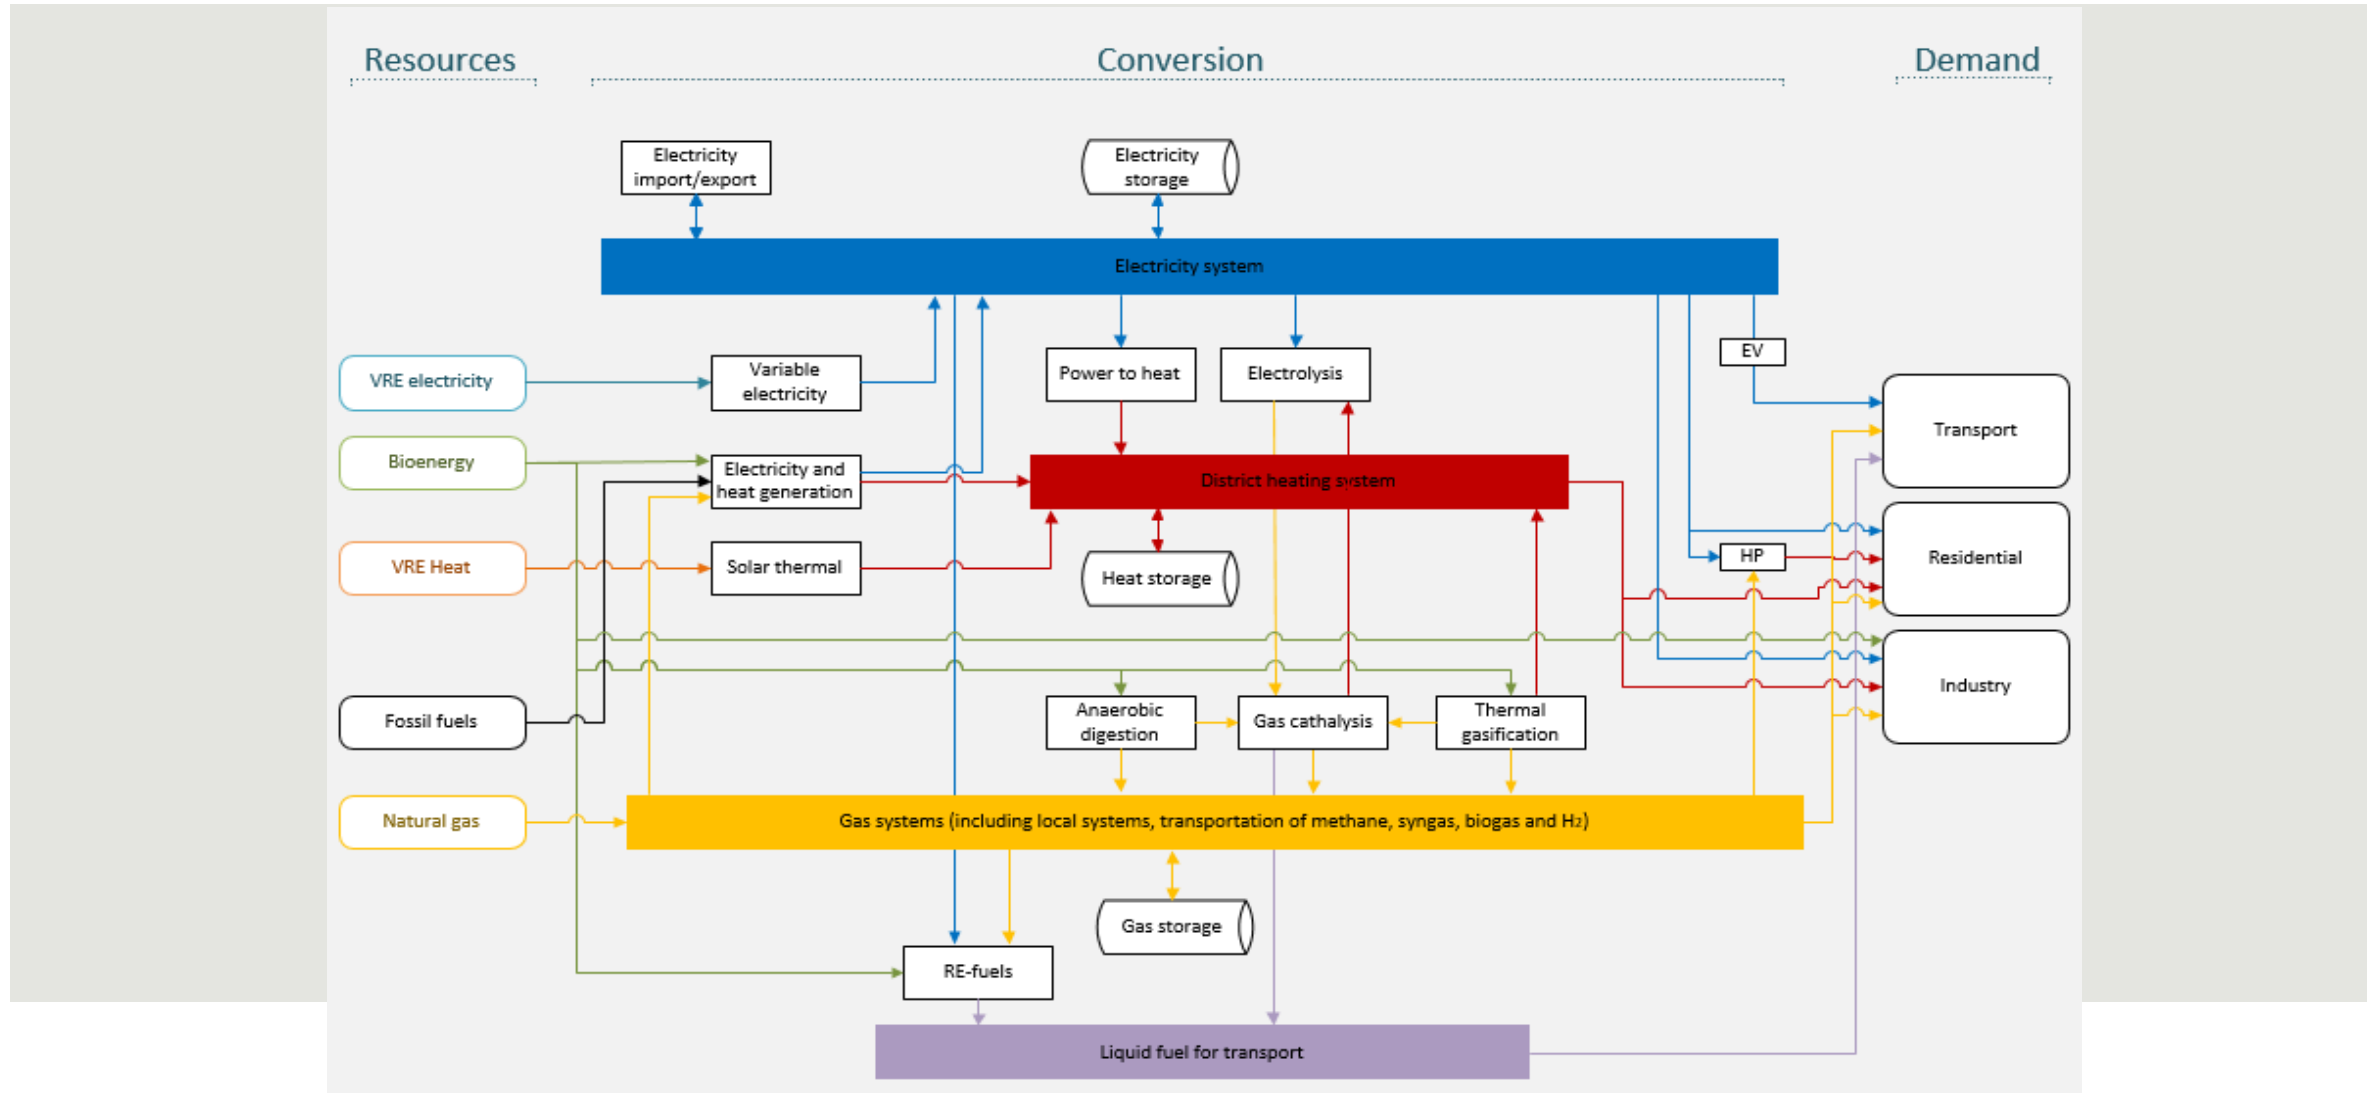 Resources
Conversion
Demand
Electricity
import/export
Electricity
storage
Electricity system
VRE electricity
Variable
electricity
Power to heat
Electrolysis
EV
Transport
Bioenergy
Electricity and
heat generation
District heating system
VRE Heat
Solar thermal
Heat storage
HP
Residential
Fossil fuels
Anaerobic
digestion
Gas cathalysis
Thermal
gasification
Industry
Natural gas
Gas systems (including local systems, transportation of methane, syngas, biogas and H2)
Gas storage
RE-fuels
Liquid fuel for transport